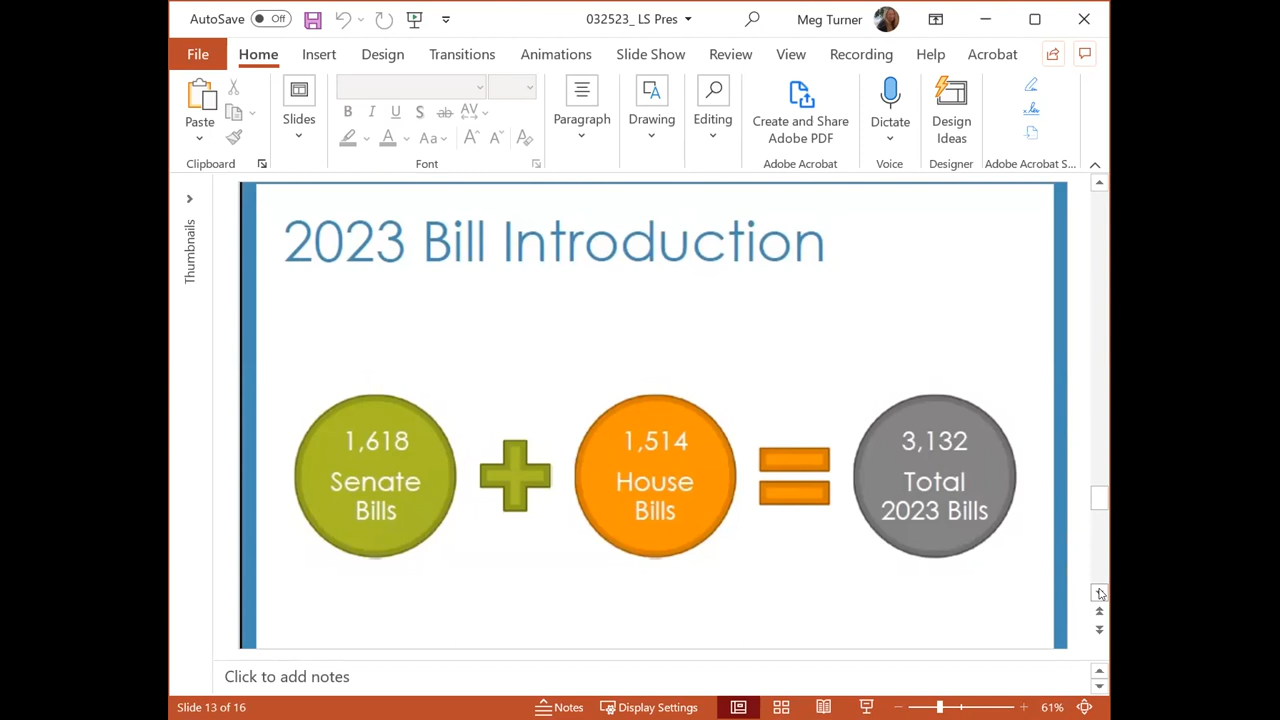 AutoSave Off
032523_ LS Pres
Meg Turner
File Home Insert Design Transitions Animations Slide Show Review View Recording Help Acrobat
Paste
Slides
Paragraph
Drawing
Editing
Create and Share
Adobe PDF
Dictate
Design
Ideas
Clipboard
Font
Adobe Acrobat
Voice
Designer
Adobe Acrobat S...
Thumbnails
2023 Bill Introduction
1,618
Senate
Bills
1,514
House
Bills
3,132
Total
2023 Bills
Click to add notes
Slide 13 of 16
Notes
Display Settings
61%